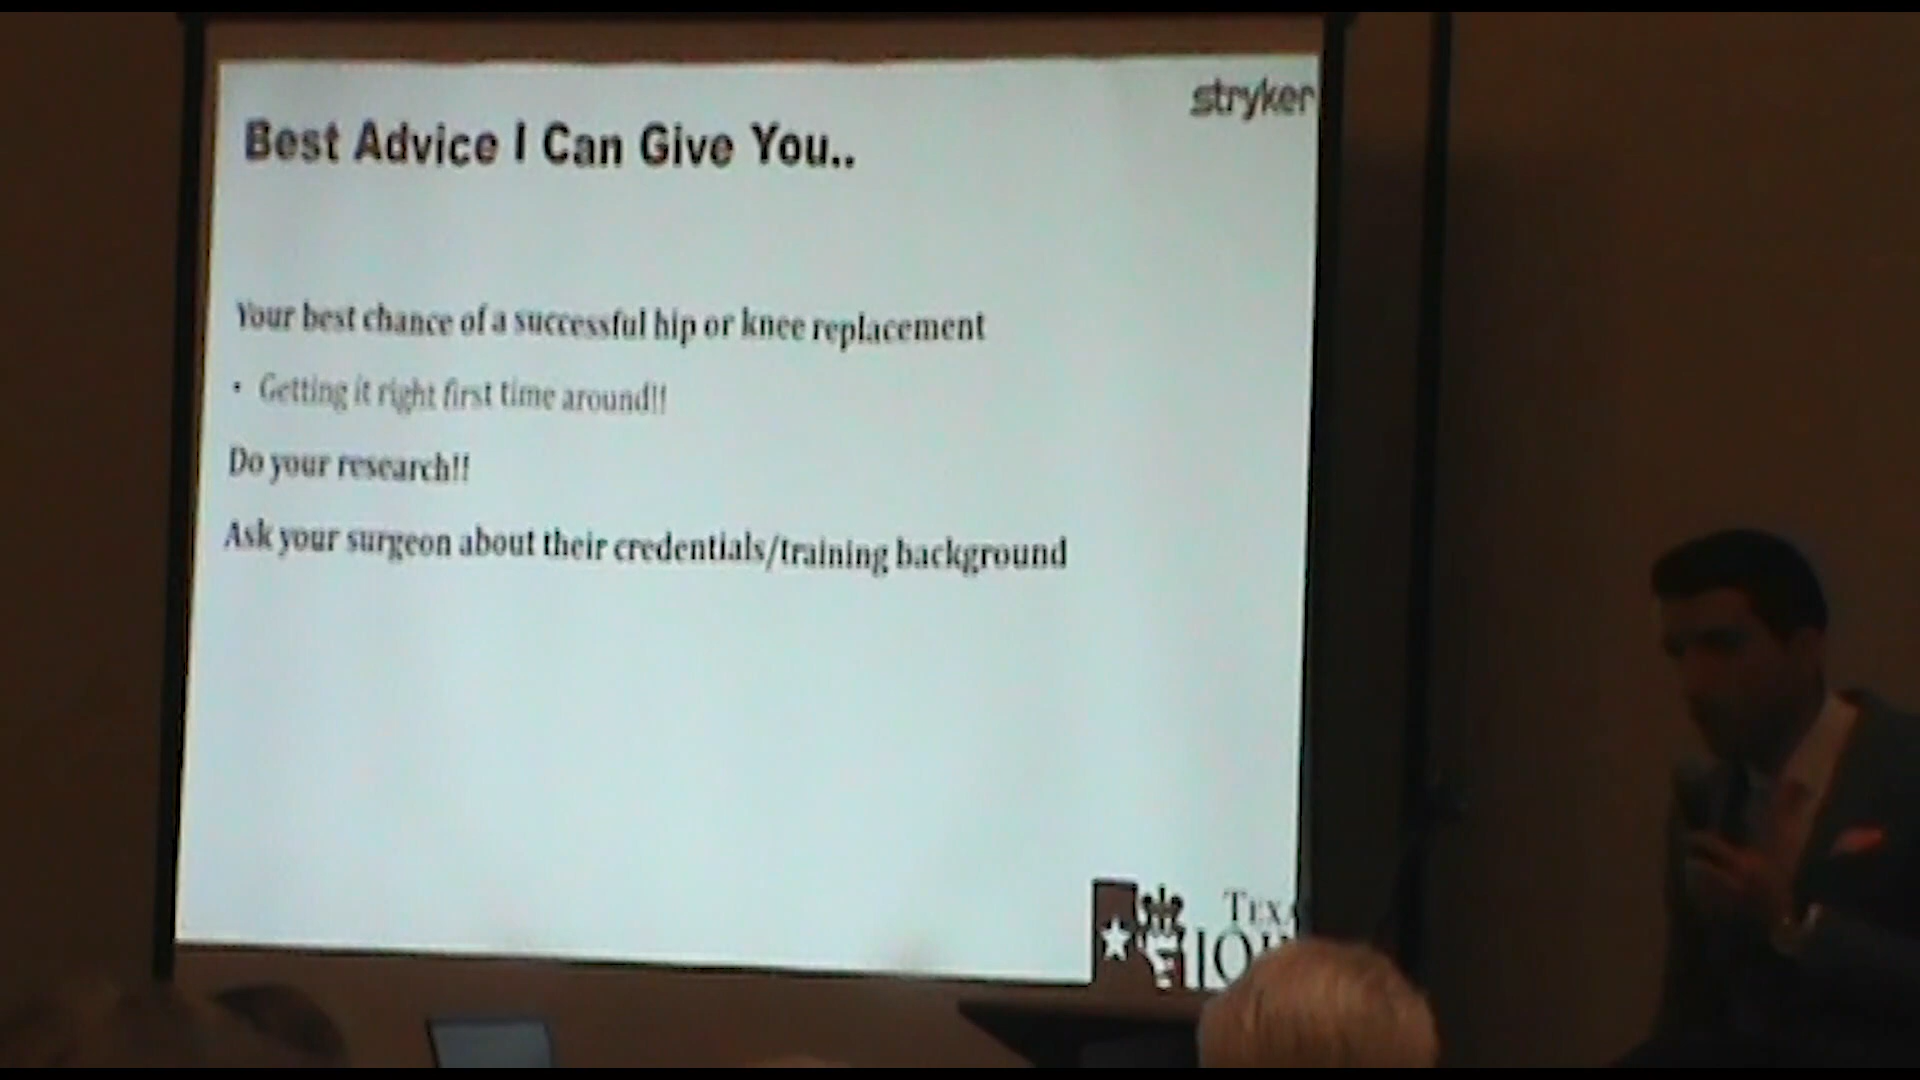 stryker
Best Advice I Can Give You..
Your best chance of a successful hip or knee replacement
• Getting it right first time around!!
Do your research!!
Ask your surgeon about their credentials/training background